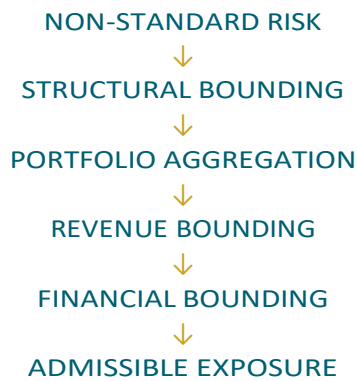 NON-STANDARD RISK
↓
STRUCTURAL BOUNDING
↓
PORTFOLIO AGGREGATION
↓
REVENUE BOUNDING
↓
FINANCIAL BOUNDING
↓
ADMISSIBLE EXPOSURE